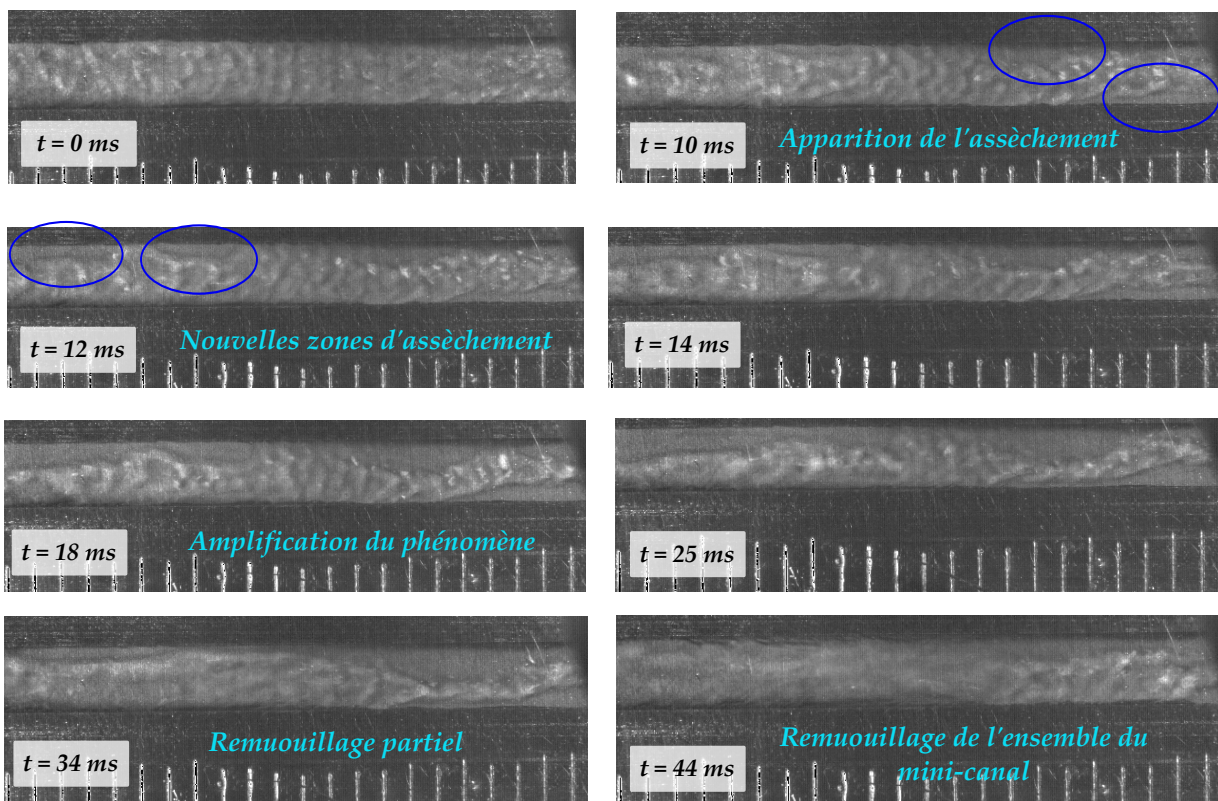 t = 0 ms
t = 10 ms
Apparition de l'assèchement
t = 12 ms
Nouvelles zones d'assèchement
t = 14 ms
t = 18 ms
Amplification du phénomène
t = 25 ms
t = 34 ms
Remuouillage partiel
t = 44 ms
Remuouillage de l'ensemble du
mini-canal